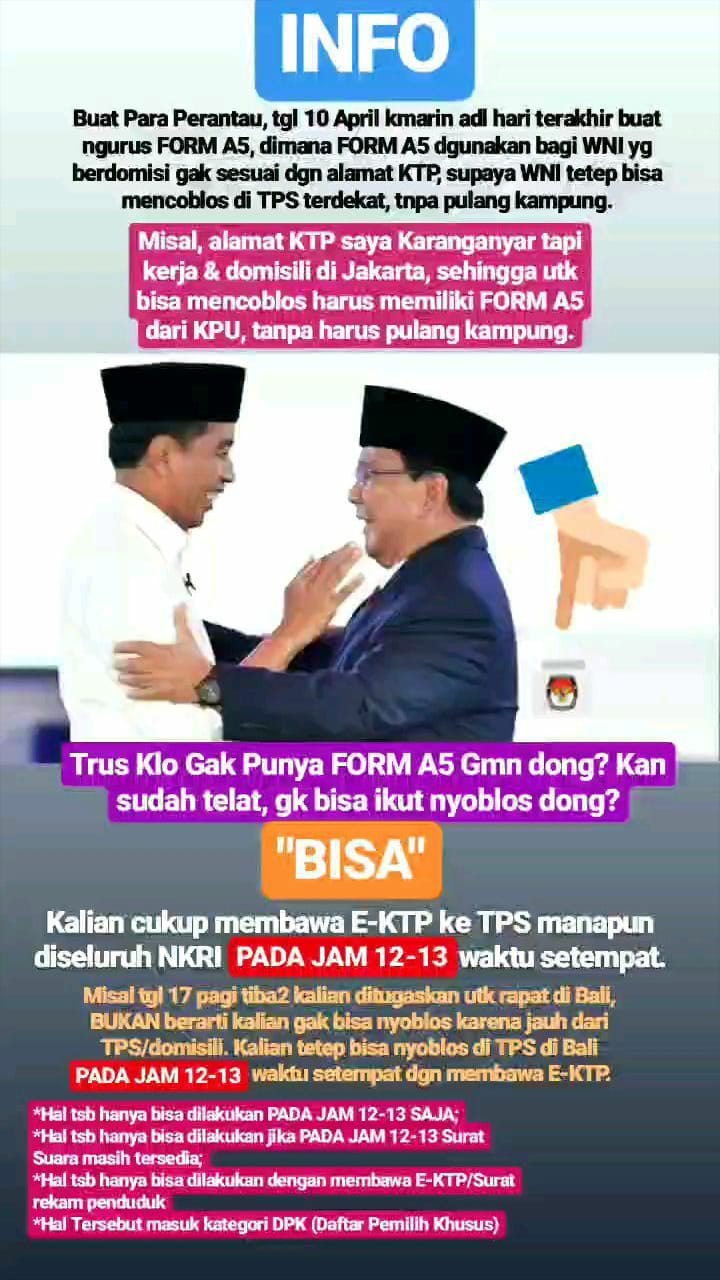 INFO
Buat Para Perantau, tgl 10 April kmarin adl hari terakhir buat
ngurus FORM A5, dimana FORM A5 dgunakan bagi WNI yg
berdomisi gak sesuai dgn alamat KTP, supaya WNI tetep bisa
mencoblos di TPS terdekat, tnpa pulang kampung.
Misal, alamat KTP saya Karanganyar tapi
kerja & domisili di Jakarta, sehingga utk
bisa mencoblos harus memiliki FORM A5
dari KPU, tanpa harus pulang kampung.
Trus Klo Gak Punya FORM A5 Gmn dong? Kan
sudah telat, gk bisa ikut nyoblos dong?
"BISA"
Kalian cukup membawa E-KTP ke TPS manapun
diseluruh NKRI PADA JAM 12-13 waktu setempat.
Misal tgl 17 pagi tiba2 kalian ditugaskan utk rapat di Bali,
BUKAN berarti kalian gak bisa nyoblos karena jauh dari
TPS/domisili. Kalian tetep bisa nyoblos di TPS di Bali
PADA JAM 12-13 waktu setempat dgn membawa E-KTP.
*Hal tsb hanya bisa dilakukan PADA JAM 12-13 SAJA;
*Hal tsb hanya bisa dilakukan jika PADA JAM 12-13 Surat
Suara masih tersedia;
*Hal tsb hanya bisa dilakukan dengan membawa E-KTP/Surat
rekam penduduk
*Hal Tersebut masuk kategori DPK (Daftar Pemilih Khusus)